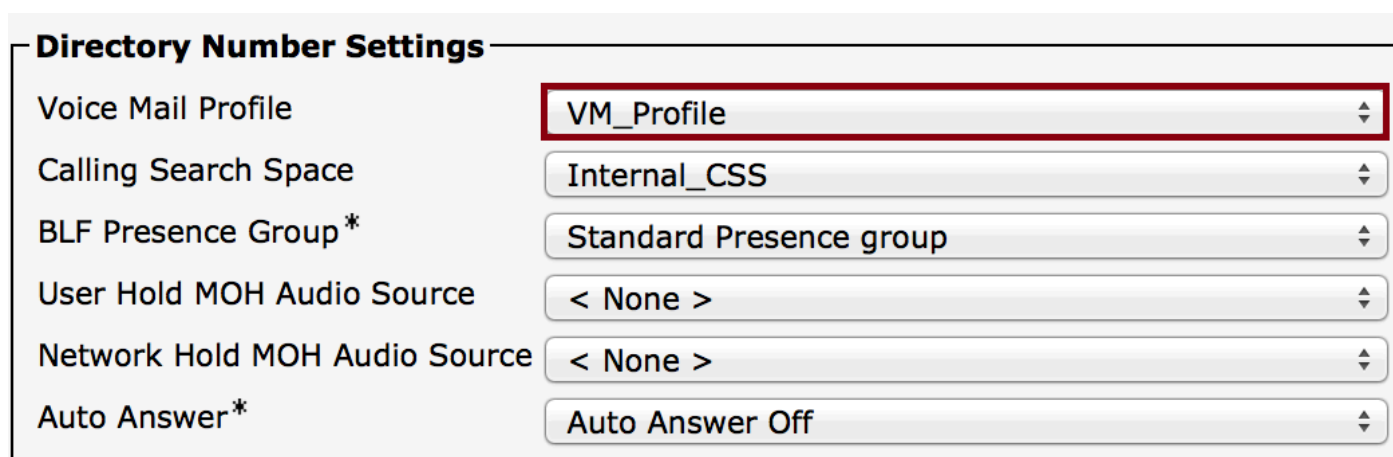 Directory Number Settings
Voice Mail Profile VM_Profile
Calling Search Space Internal_CSS
BLF Presence Group* Standard Presence group
User Hold MOH Audio Source < None >
Network Hold MOH Audio Source < None >
Auto Answer* Auto Answer Off